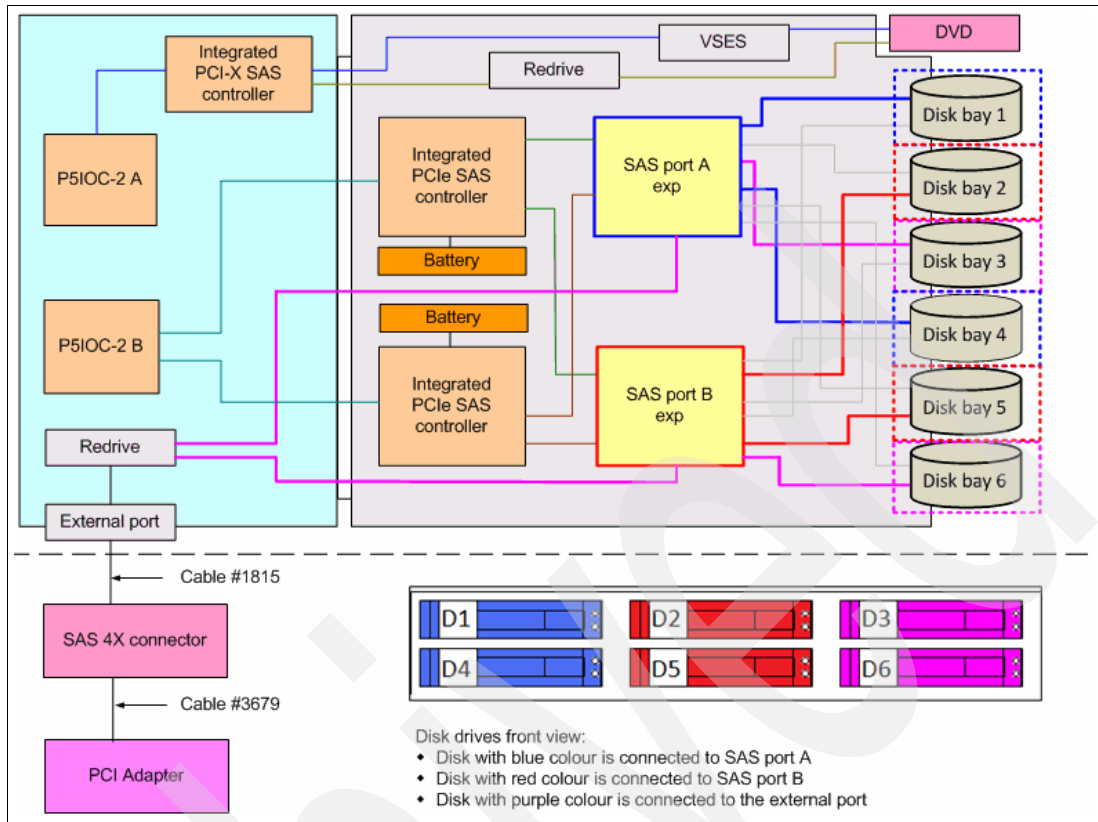 Integrated
PCI-X SAS
controller
VSES
DVD
Redrive
P5IOC-2 A
Integrated
PCIe SAS
controller
SAS port A
exp
Disk bay 1
Disk bay 2
Disk bay 3
Battery
Battery
Disk bay 4
P5IOC-2 B
Integrated
PCIe SAS
controller
SAS port B
exp
Disk bay 5
Redrive
Disk bay 6
External port
Cable #1815
SAS 4X connector
Cable #3679
PCI Adapter
D1
D2
D3
D4
D5
D6
Disk drives front view:
◆ Disk with blue colour is connected to SAS port A
◆ Disk with red colour is connected to SAS port B
◆ Disk with purple colour is connected to the external port